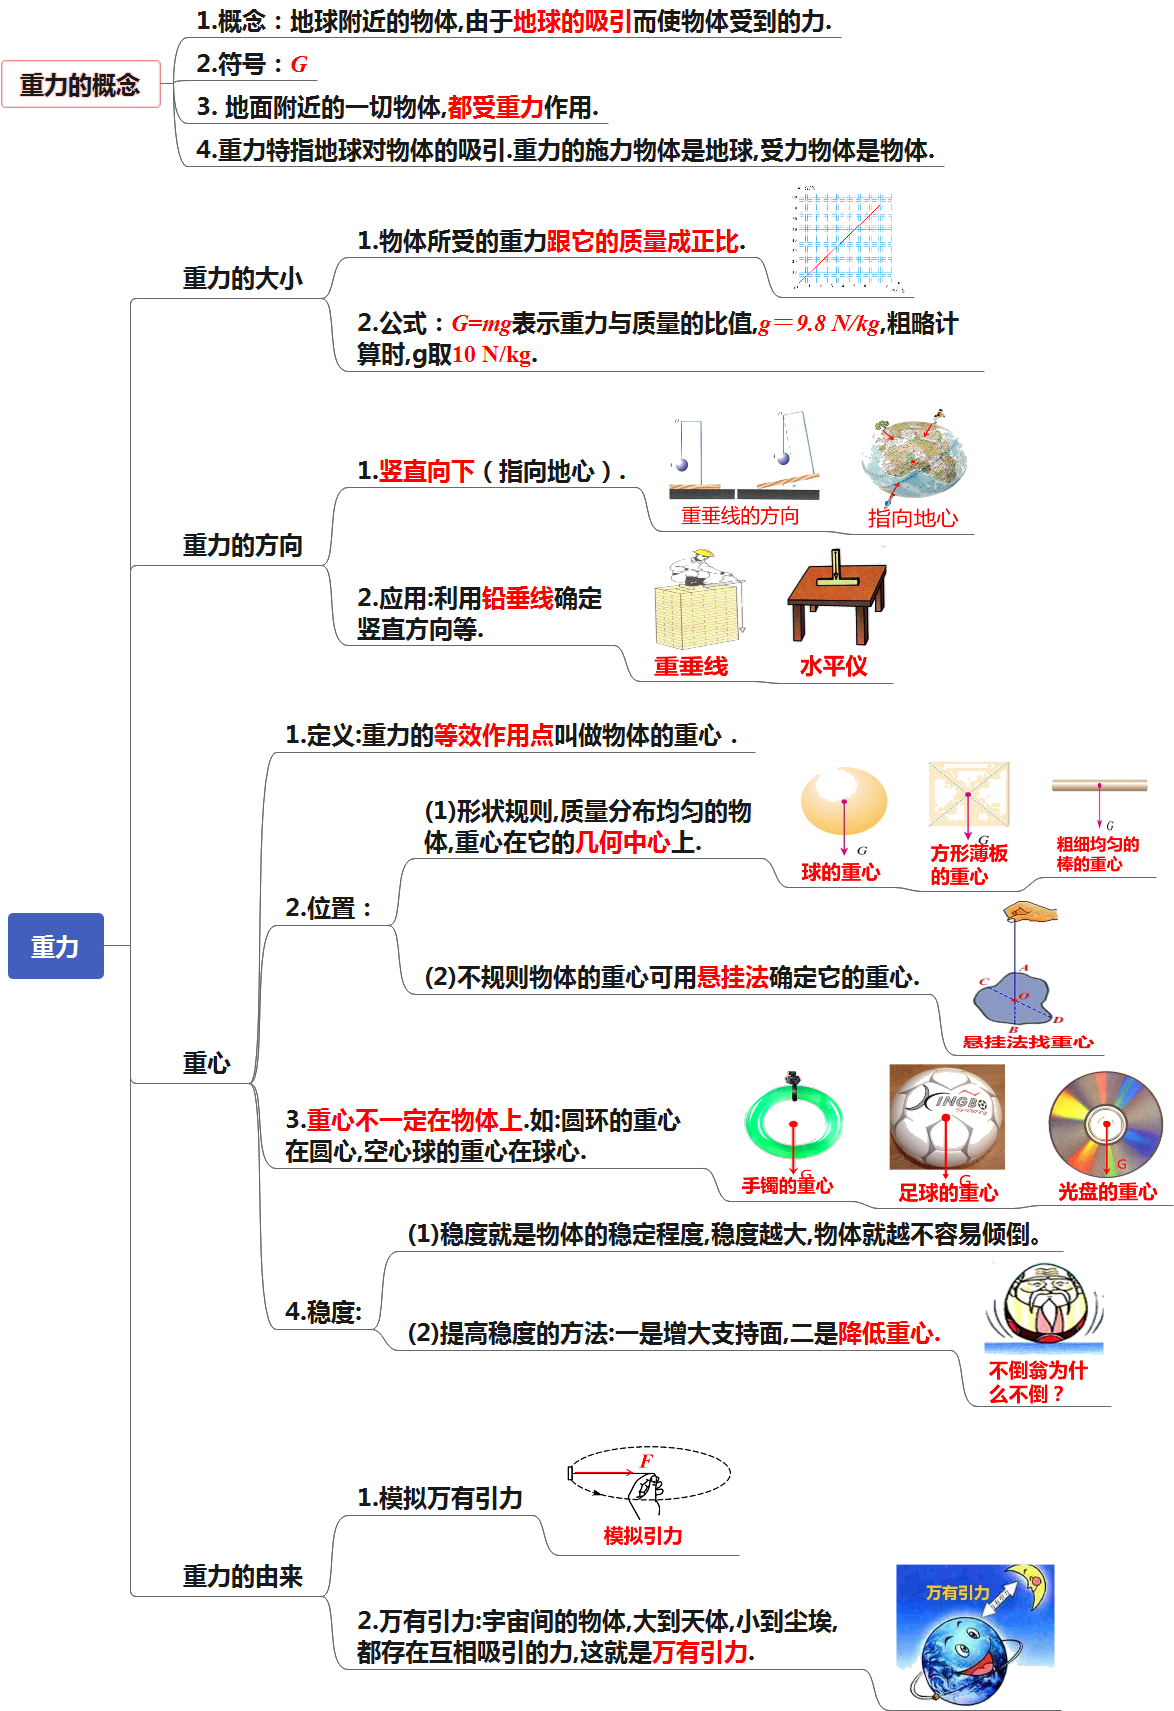 1.概念：地球附近的物体,由于地球的吸引而使物体受到的力.
2.符号：G
重力的概念
3. 地面附近的一切物体,都受重力作用.
4.重力特指地球对物体的吸引.重力的施力物体是地球,受力物体是物体.
1.物体所受的重力跟它的质量成正比.
重力的大小
2.公式：G=mg表示重力与质量的比值,g＝9.8 N/kg,粗略计
算时,g取10 N/kg.
1.竖直向下（指向地心）.
重垂线的方向
指向地心
重力的方向
2.应用:利用铅垂线确定
竖直方向等.
重垂线
水平仪
1.定义:重力的等效作用点叫做物体的重心．
(1)形状规则,质量分布均匀的物
体,重心在它的几何中心上.
G
球的重心
G
方形薄板
的重心
G
粗细均匀的
棒的重心
2.位置：
重力
(2)不规则物体的重心可用悬挂法确定它的重心.
A
C
O
B
D
悬挂法找重心
重心
3.重心不一定在物体上.如:圆环的重心
在圆心,空心球的重心在球心.
G
手镯的重心
XINGBO
SPORTS
G
足球的重心
G
光盘的重心
(1)稳度就是物体的稳定程度,稳度越大,物体就越不容易倾倒。
4.稳度:
(2)提高稳度的方法:一是增大支持面,二是降低重心.
不倒翁为什
么不倒？
1.模拟万有引力
F
模拟引力
重力的由来
2.万有引力:宇宙间的物体,大到天体,小到尘埃,
都存在互相吸引的力,这就是万有引力.
万有引力